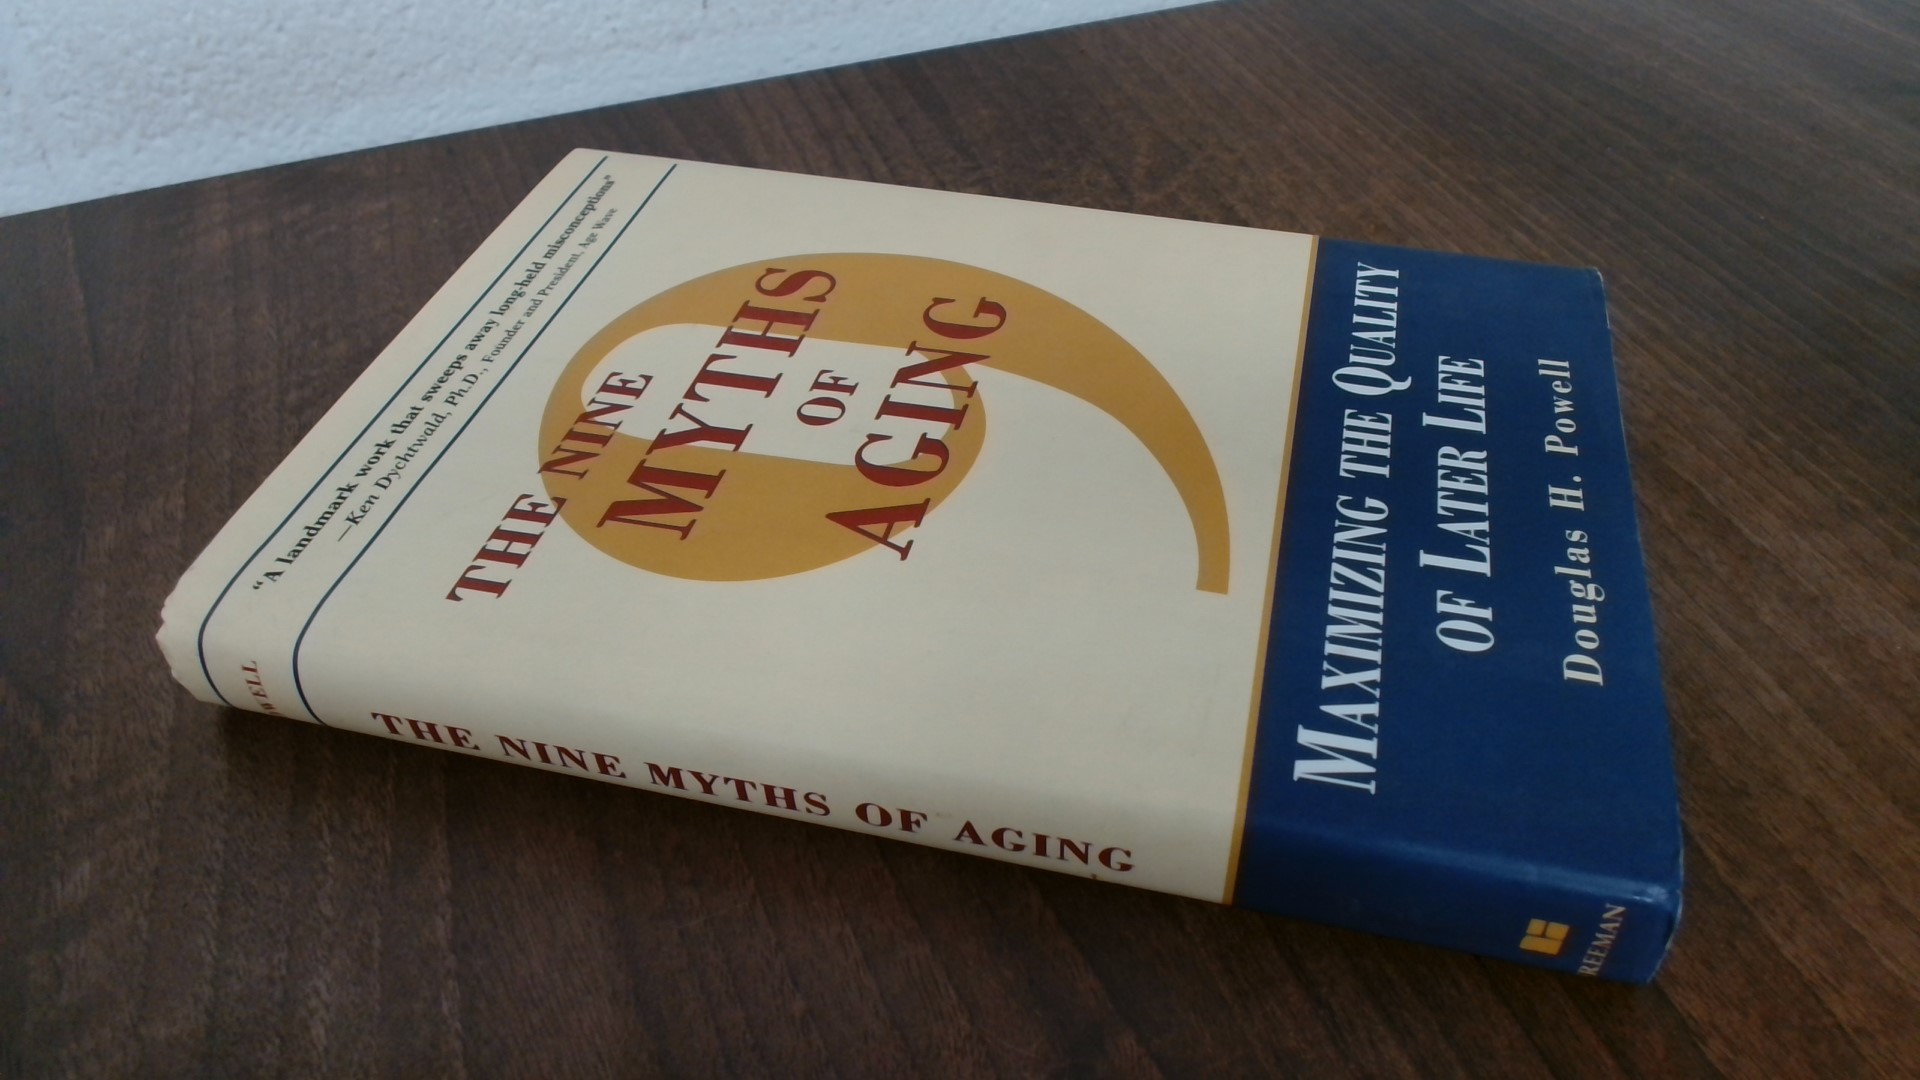 "A landmark work that sweeps away long-held misconceptions"
—Ken Dychtwald, Ph.D., Founder and President, Age Wave
THE NINE
MYTHS
OF
AGING
MAXIMIZING THE QUALITY
OF LATER LIFE
Douglas H. Powell
THE NINE MYTHS OF AGING